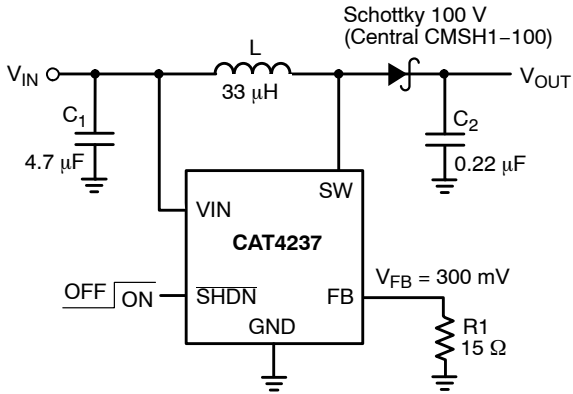 Schottky 100 V
(Central CMSH1−100)
L
VIN
VOUT
33 μH
C1
C2
4.7 μF
0.22 μF
SW
VIN
CAT4237
VFB = 300 mV
OFF ON
SHDN
FB
GND
R1
15 Ω